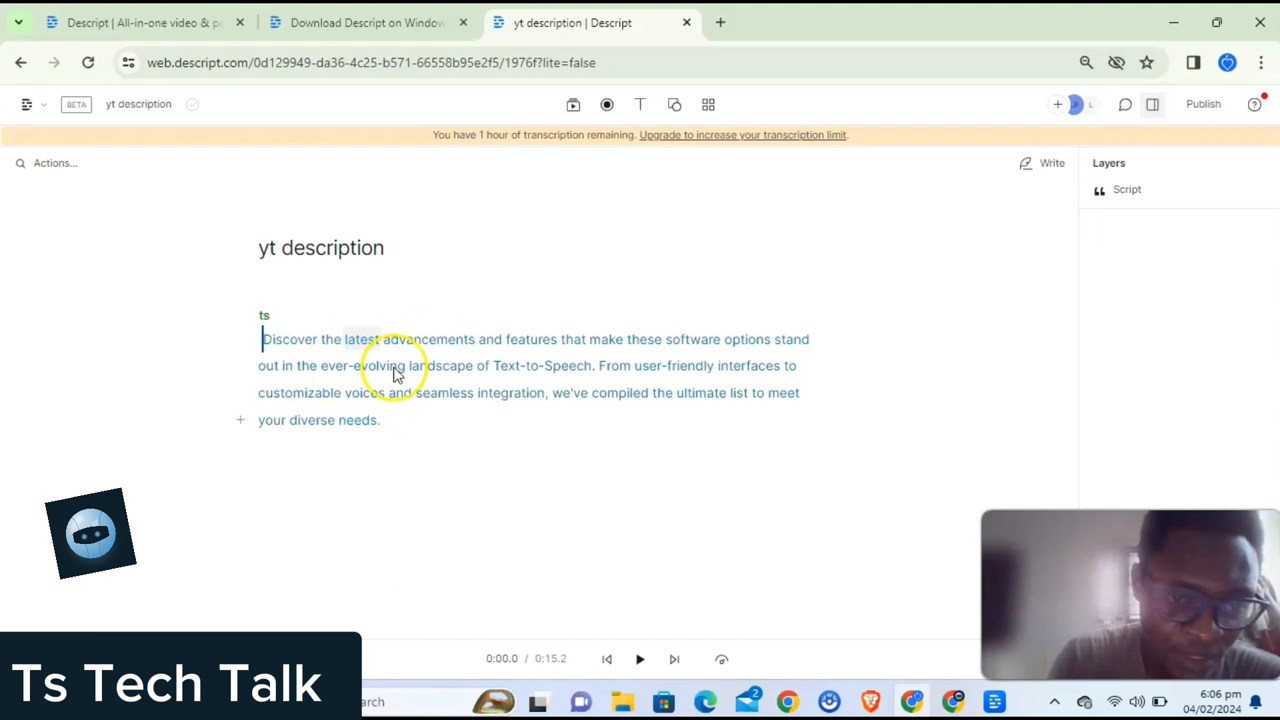 Descript | All-in-one video & po
Download Descript on Window
yt description | Descript
web.descript.com/0d129949-da36-4c25-b571-66558b95e2f5/1976f?lite=false
BETA
yt description
L
Publish
You have 1 hour of transcription remaining. Upgrade to increase your transcription limit.
Actions...
Write
Layers
Script
yt description
ts
Discover the latest advancements and features that make these software options stand
out in the ever-evolving landscape of Text-to-Speech. From user-friendly interfaces to
customizable voices and seamless integration, we've compiled the ultimate list to meet
your diverse needs.
0:00.0 / 0:15.2
Ts Tech Talk
earch
2
6:06 pm
04/02/2024